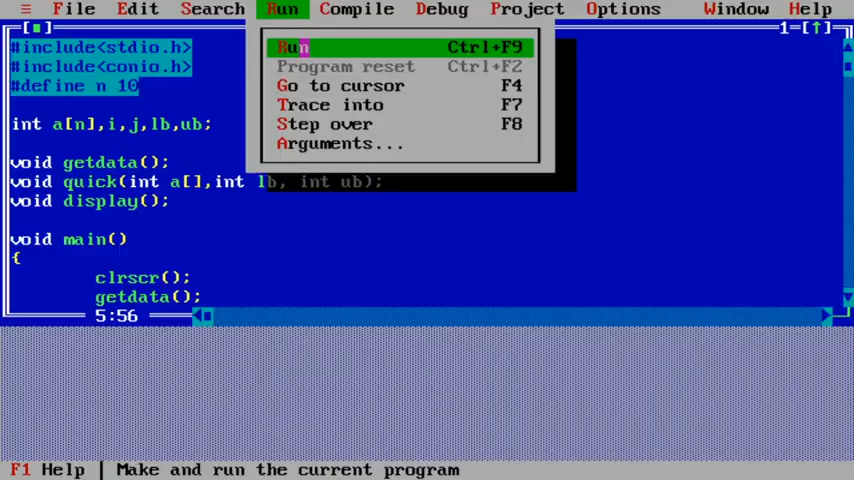 ≡ File Edit Search Run Compile Debug Project Options Window Help
1=[↑]
Run Ctrl+F9
Program reset Ctrl+F2
Go to cursor F4
Trace into F7
Step over F8
Arguments...
#include<stdio.h>
#include<conio.h>
#define n 10
int a[n],i,j,lb,ub;
void getdata();
void quick(int a[],int lb, int ub);
void display();
void main()
{
clrscr();
getdata();
5:56
F1 Help | Make and run the current program